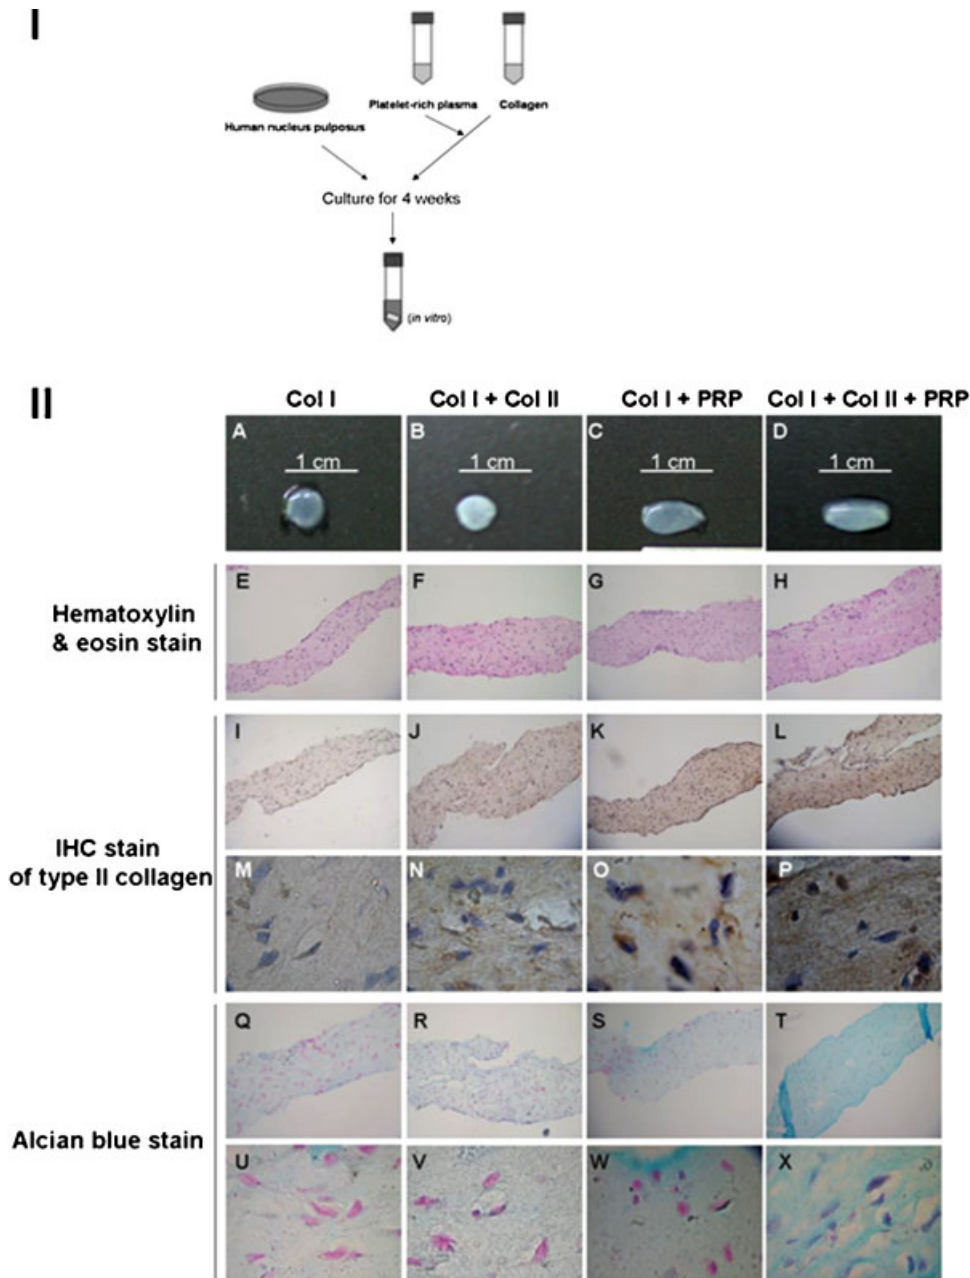 I
Platelet-rich plasma
Collagen
Human nucleus pulposus
Culture for 4 weeks
(in vitro)
II
Col I
Col I + Col II
Col I + PRP
Col I + Col II + PRP
A
1 cm
B
1 cm
C
1 cm
D
1 cm
Hematoxylin
& eosin stain
E
F
G
H
IHC stain
of type II collagen
I
J
K
L
M
N
O
P
Alcian blue stain
Q
R
S
T
U
V
W
X